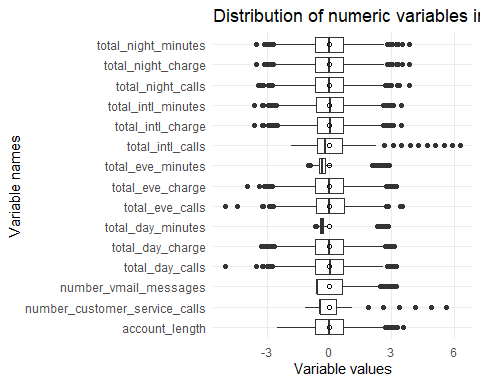 Distribution of numeric variables i
total_night_minutes
total_night_charge
total_night_calls
total_intl_minutes
total_intl_charge
total_intl_calls
total_eve_minutes
total_eve_charge
total_eve_calls
total_day_minutes
total_day_charge
total_day_calls
number_vmail_messages
number_customer_service_calls
account_length
Variable names
-3 0 3 6
Variable values